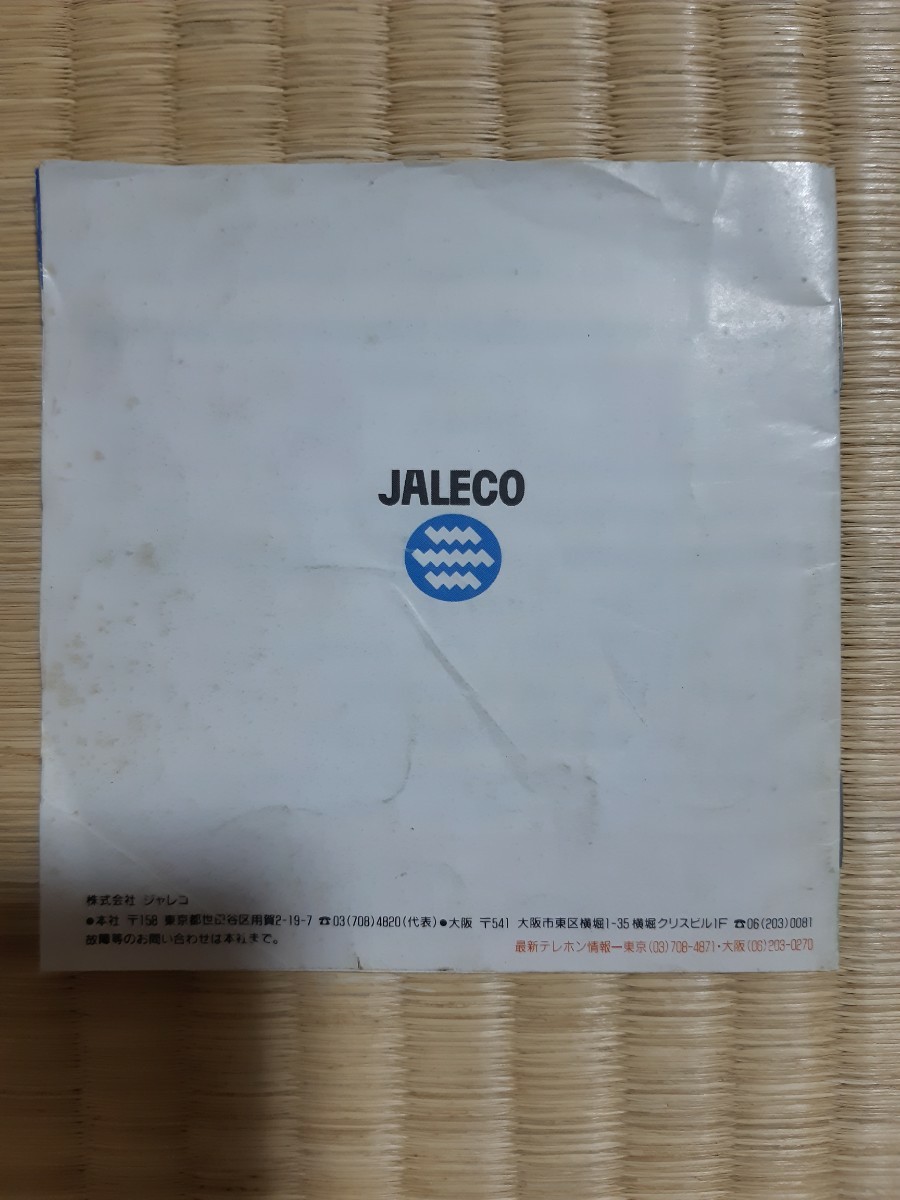 JALECO
株式会社 ジャレコ
●本社 〒158 東京都世田谷区用賀2-19-7 ☎03(708)4820(代表)●大阪 〒541 大阪市東区横堀1-35横堀クリスビル1F ☎06(203)0081
故障等のお問い合わせは本社まで。
最新テレホン情報ー東京(03)708-4871・大阪(06)203-0270